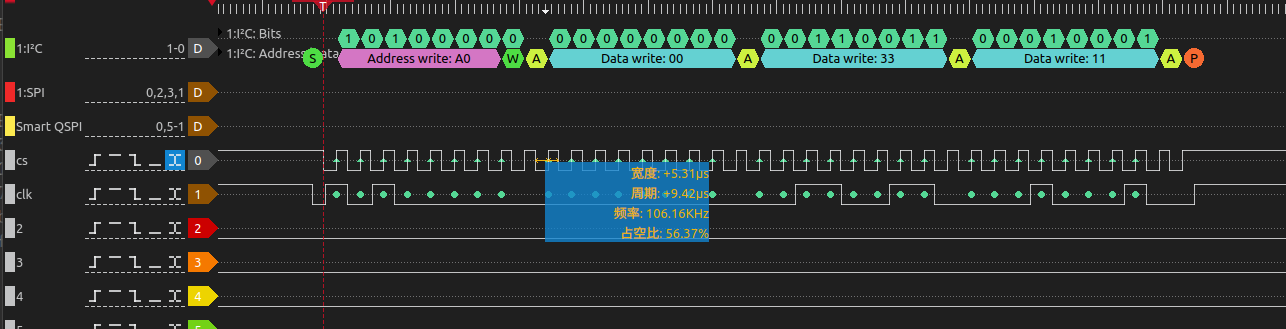 T
1:I²C: Bits
1 0 1 0 0 0 0 0 0 0 0 0 0 0 0 0 0 0 1 1 0 0 1 1 0 0 0 1 0 0 0 1
1:I²C 1-0 D
1:I²C: Address/Data
S Address write: A0 W A Data write: 00 A Data write: 33 A Data write: 11 A P
1:SPI 0,2,3,1 D
Smart QSPI 0,5-1 D
cs 0
宽度: +5.31µs
clk 1
周期: +9.42µs
频率: 106.16KHz
2 2
占空比: 56.37%
3 3
4 4